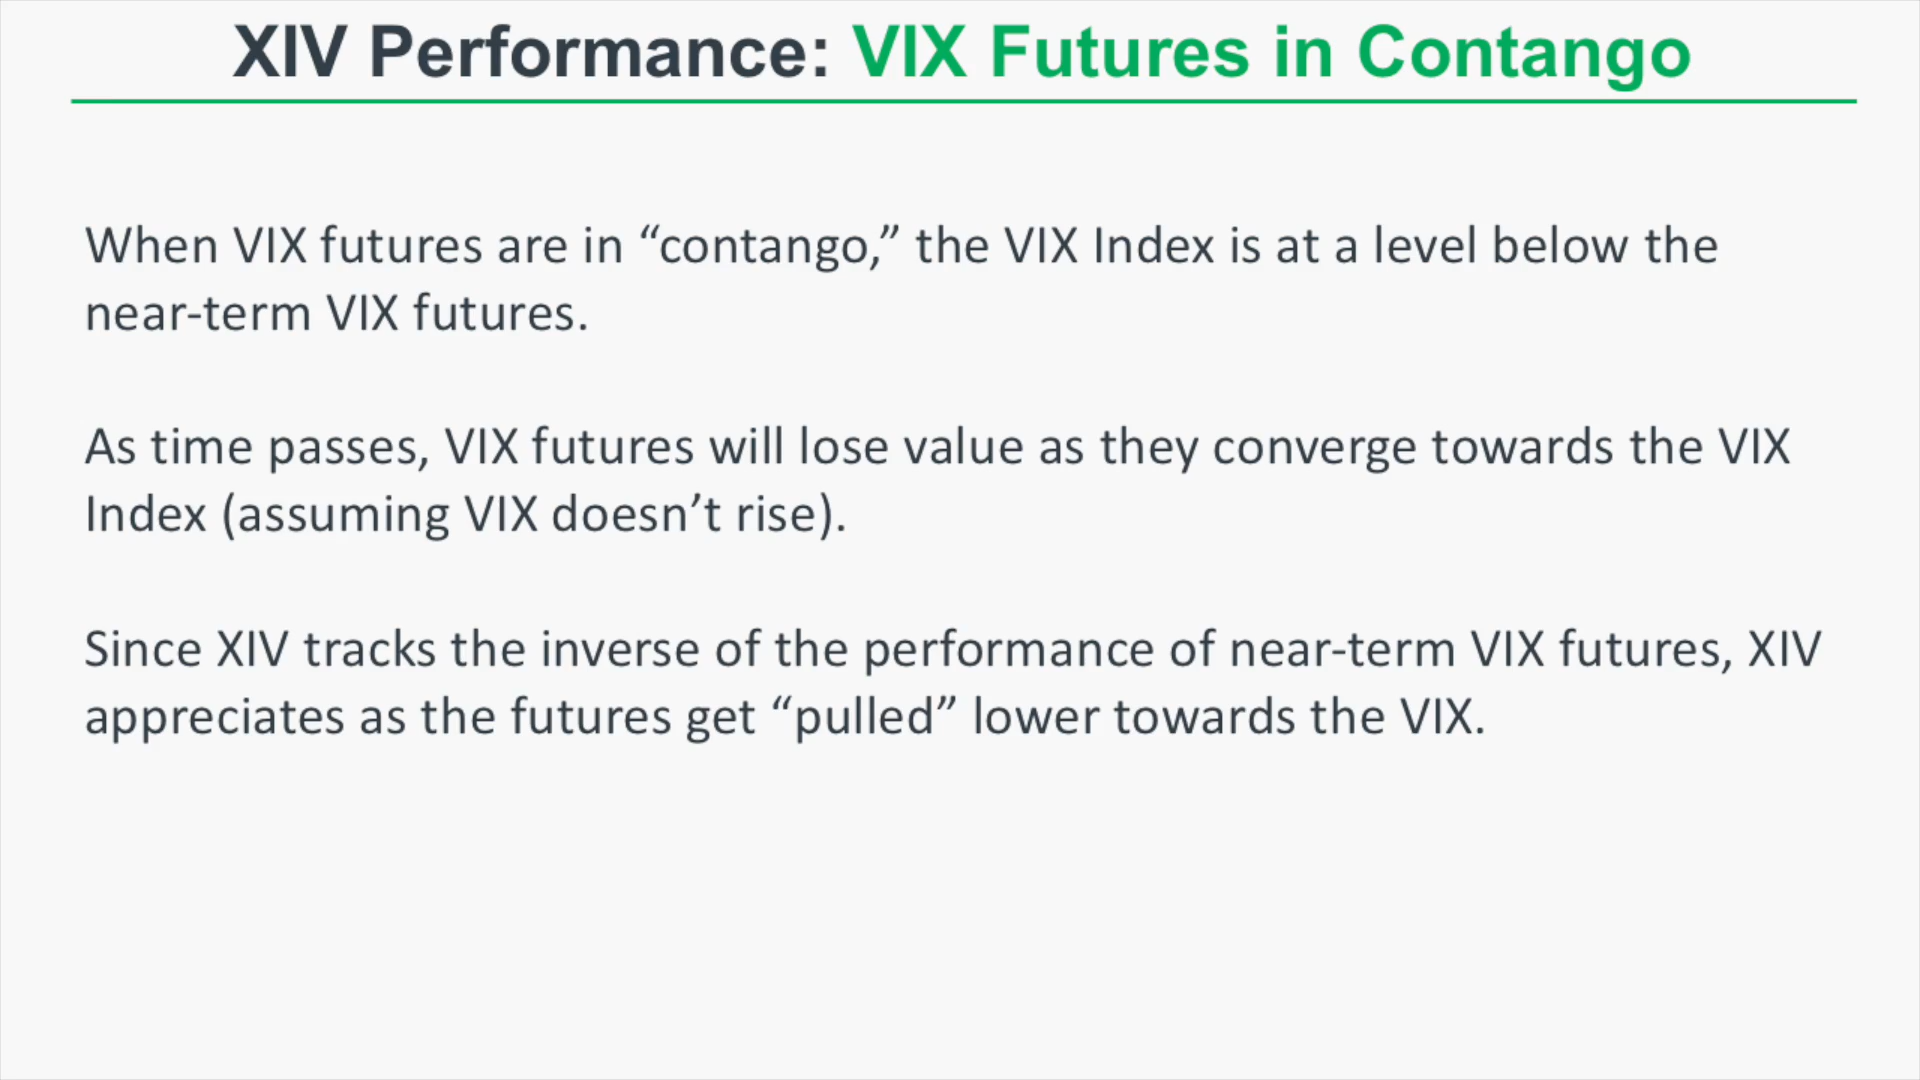 XIV Performance: VIX Futures in Contango
When VIX futures are in “contango,” the VIX Index is at a level below the
near-term VIX futures.
As time passes, VIX futures will lose value as they converge towards the VIX
Index (assuming VIX doesn’t rise).
Since XIV tracks the inverse of the performance of near-term VIX futures, XIV
appreciates as the futures get “pulled” lower towards the VIX.